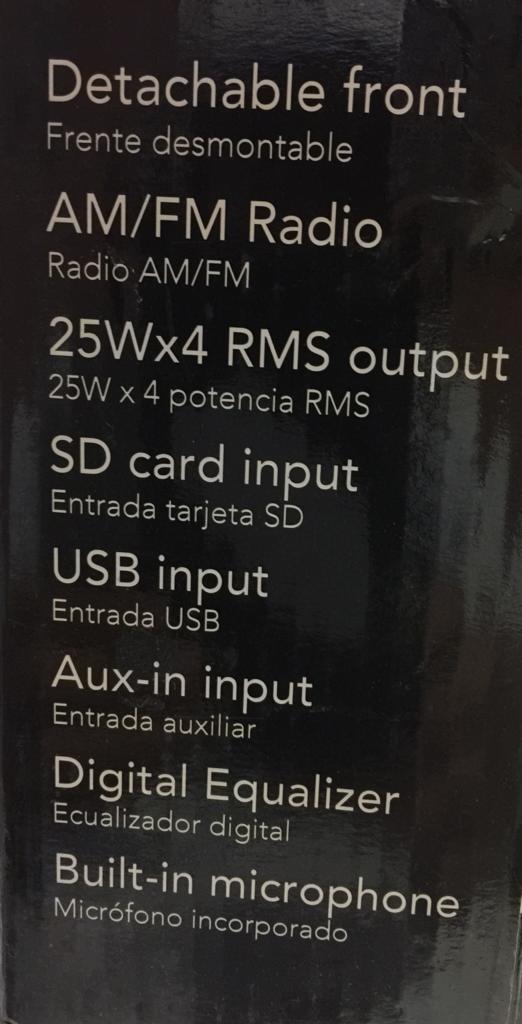 Detachable front
Frente desmontable
AM/FM Radio
Radio AM/FM
25Wx4 RMS output
25W x 4 potencia RMS
SD card input
Entrada tarjeta SD
USB input
Entrada USB
Aux-in input
Entrada auxiliar
Digital Equalizer
Ecualizador digital
Built-in microphone
Micrófono incorporado